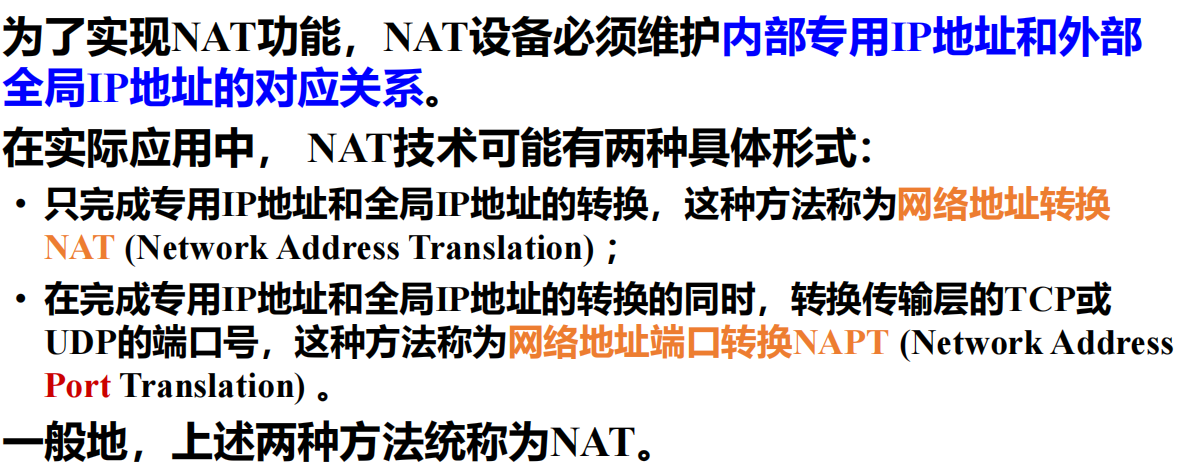 为了实现NAT功能，NAT设备必须维护内部专用IP地址和外部
全局IP地址的对应关系。
在实际应用中， NAT技术可能有两种具体形式：
• 只完成专用IP地址和全局IP地址的转换，这种方法称为网络地址转换
NAT (Network Address Translation)；
• 在完成专用IP地址和全局IP地址的转换的同时，转换传输层的TCP或
UDP的端口号，这种方法称为网络地址端口转换NAPT (Network Address
Port Translation) 。
一般地，上述两种方法统称为NAT。